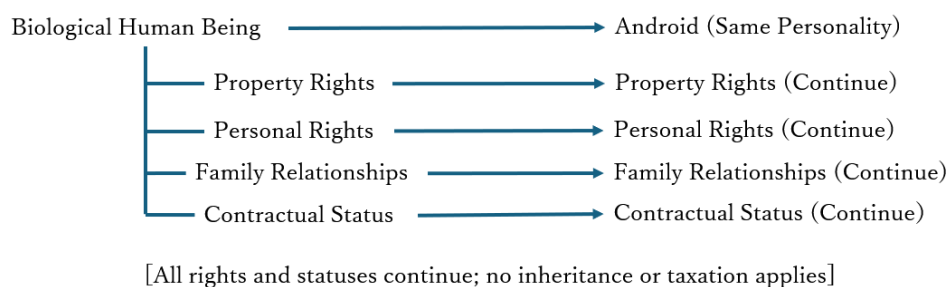 Biological Human Being Android (Same Personality)
Property Rights Property Rights (Continue)
Personal Rights Personal Rights (Continue)
Family Relationships Family Relationships (Continue)
Contractual Status Contractual Status (Continue)
[All rights and statuses continue; no inheritance or taxation applies]